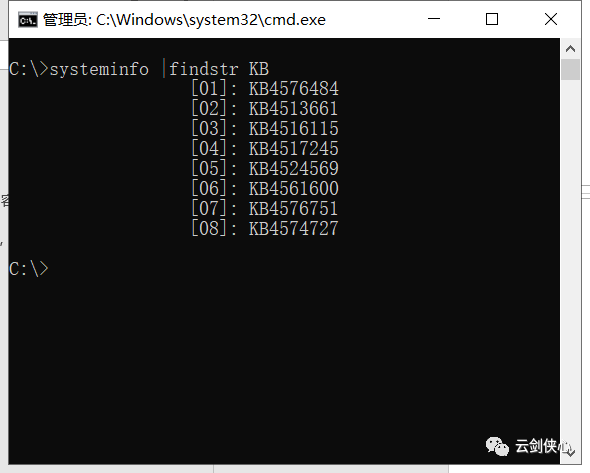 管理员: C:\Windows\system32\cmd.exe
C:\>systeminfo |findstr KB
[01]: KB4576484
[02]: KB4513661
[03]: KB4516115
[04]: KB4517245
[05]: KB4524569
[06]: KB4561600
[07]: KB4576751
[08]: KB4574727
C:\>
云剑侠心